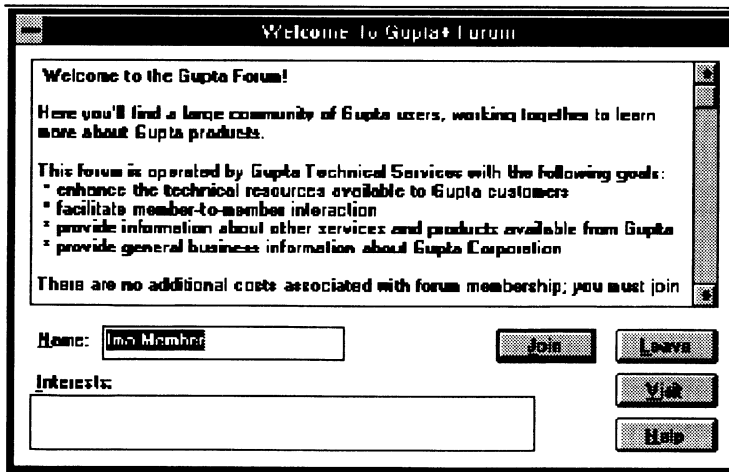 Welcome To Gupta+ Forum
Welcome to the Gupta Forum!
Here you'll find a large community of Gupta users, working together to learn
more about Gupta products.
This forum is operated by Gupta Technical Services with the following goals:
* enhance the technical resources available to Gupta customers
* facilitate member-to-member interaction
* provide information about other services and products available from Gupta
* provide general business information about Gupta Corporation
There are no additional costs associated with forum membership; you must join
Name: Ima Member
Join
Leave
Interests:
Visit
Help